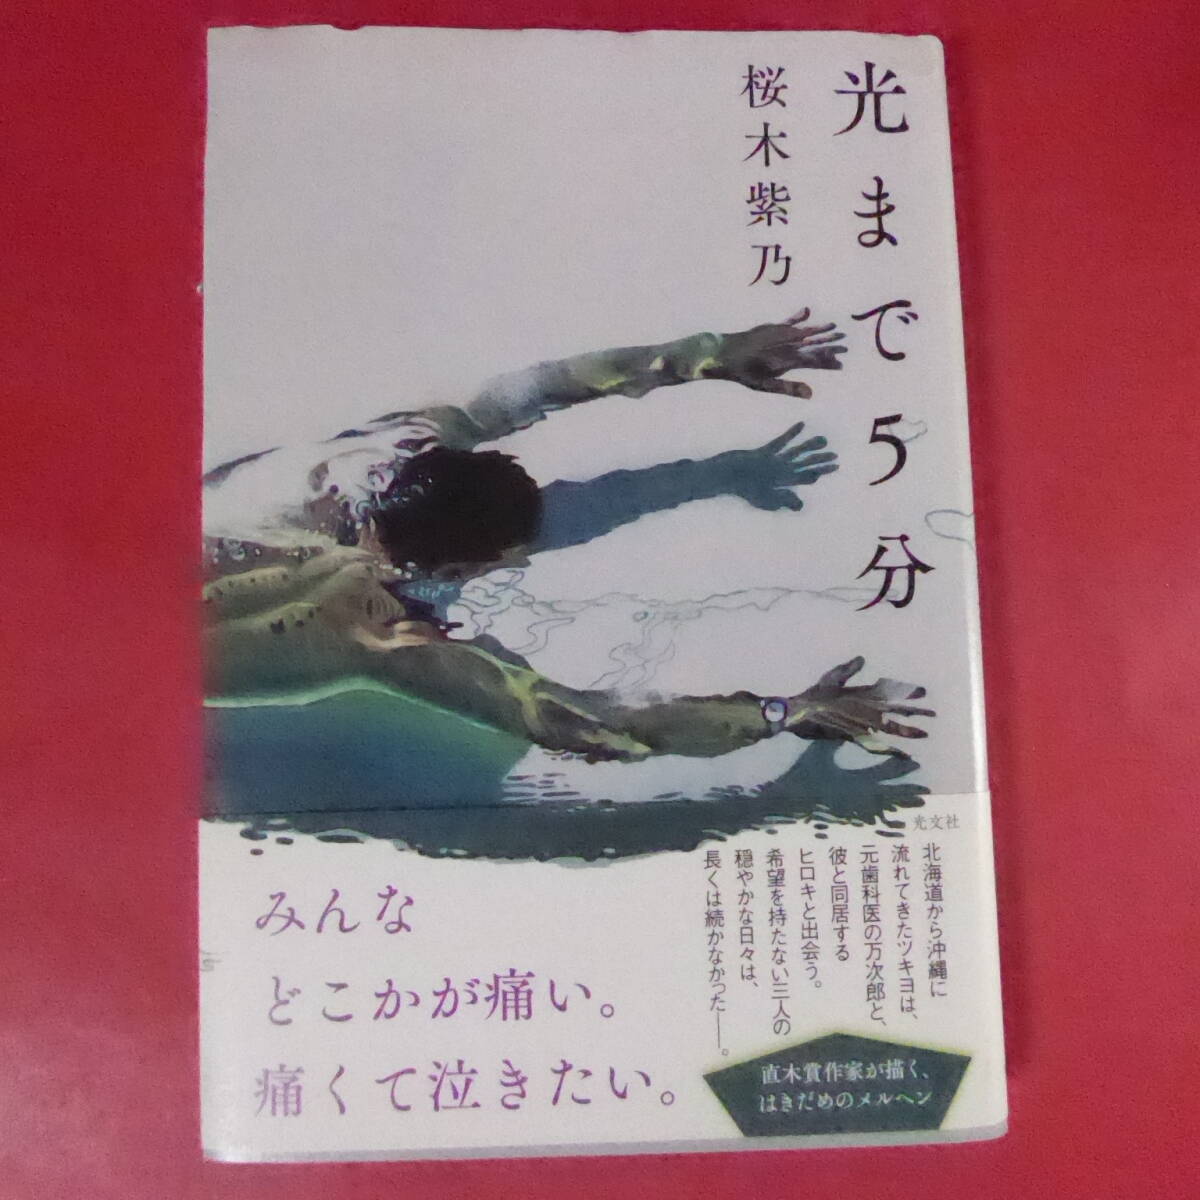 光まで5分
桜木紫乃
光文社
北海道から沖縄に
流れてきたツキヨは、
元歯科医の万次郎と、
彼と同居する
ヒロキと出会う。
希望を持たない三人の
穏やかな日々は、
長くは続かなかった――。
みんな
どこかが痛い。
痛くて泣きたい。
直木賞作家が描く、
はきだめのメルヘン